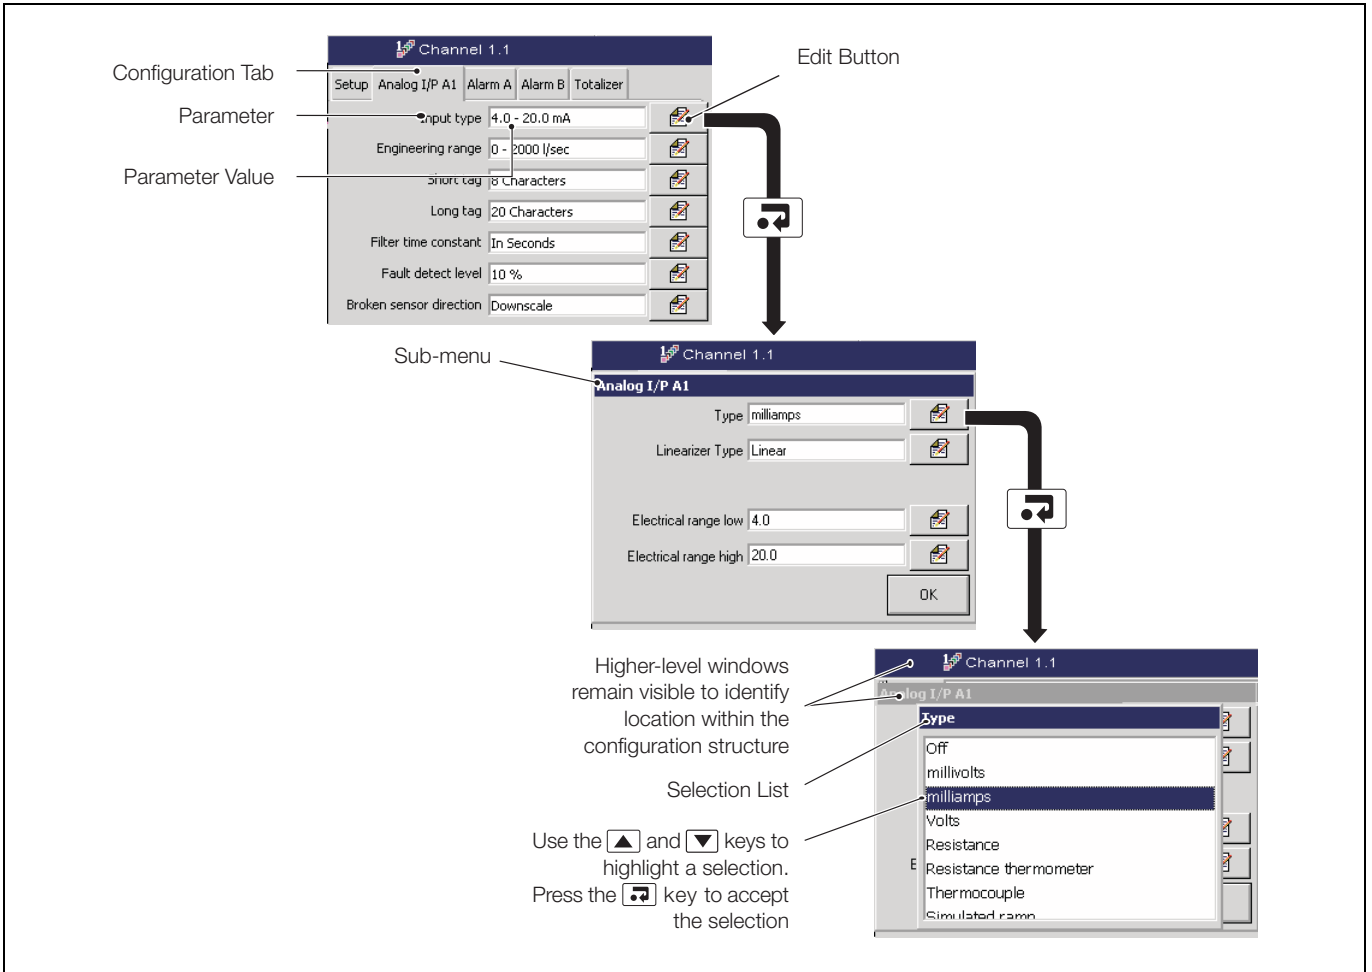 Channel 1.1
Edit Button
Configuration Tab
Setup Analog I/P A1 Alarm A Alarm B Totalizer
Parameter
Input type 4.0 - 20.0 mA
Engineering range 0 - 2000 l/sec
Parameter Value
Short tag 8 Characters
Long tag 20 Characters
Filter time constant In Seconds
Fault detect level 10 %
Broken sensor direction Downscale
Sub-menu
Channel 1.1
Analog I/P A1
Type milliamps
Linearizer Type Linear
Electrical range low 4.0
Electrical range high 20.0
OK
Higher-level windows
remain visible to identify
location within the
configuration structure
Channel 1.1
Analog I/P A1
Type
Off
millivolts
Selection List
milliamps
Volts
Resistance
E
Resistance thermometer
Thermocouple
Simulated ramp
Use the ▲ and ▼ keys to
highlight a selection.
Press the key to accept
the selection